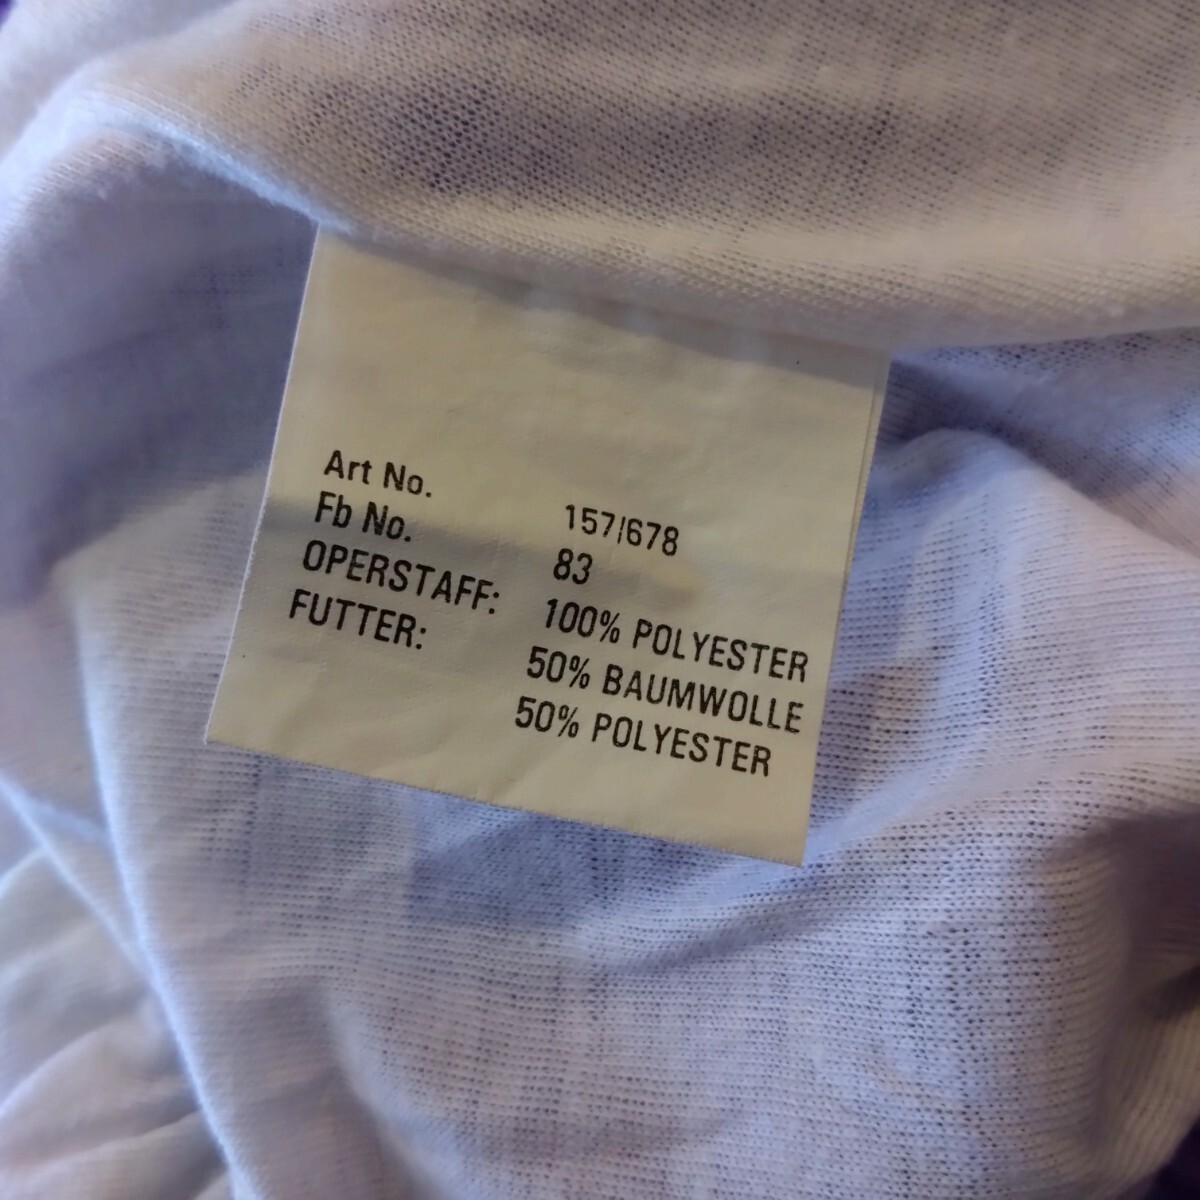 Art No. 157/678
Fb No. 83
OPERSTAFF: 100% POLYESTER
FUTTER: 50% BAUMWOLLE
50% POLYESTER